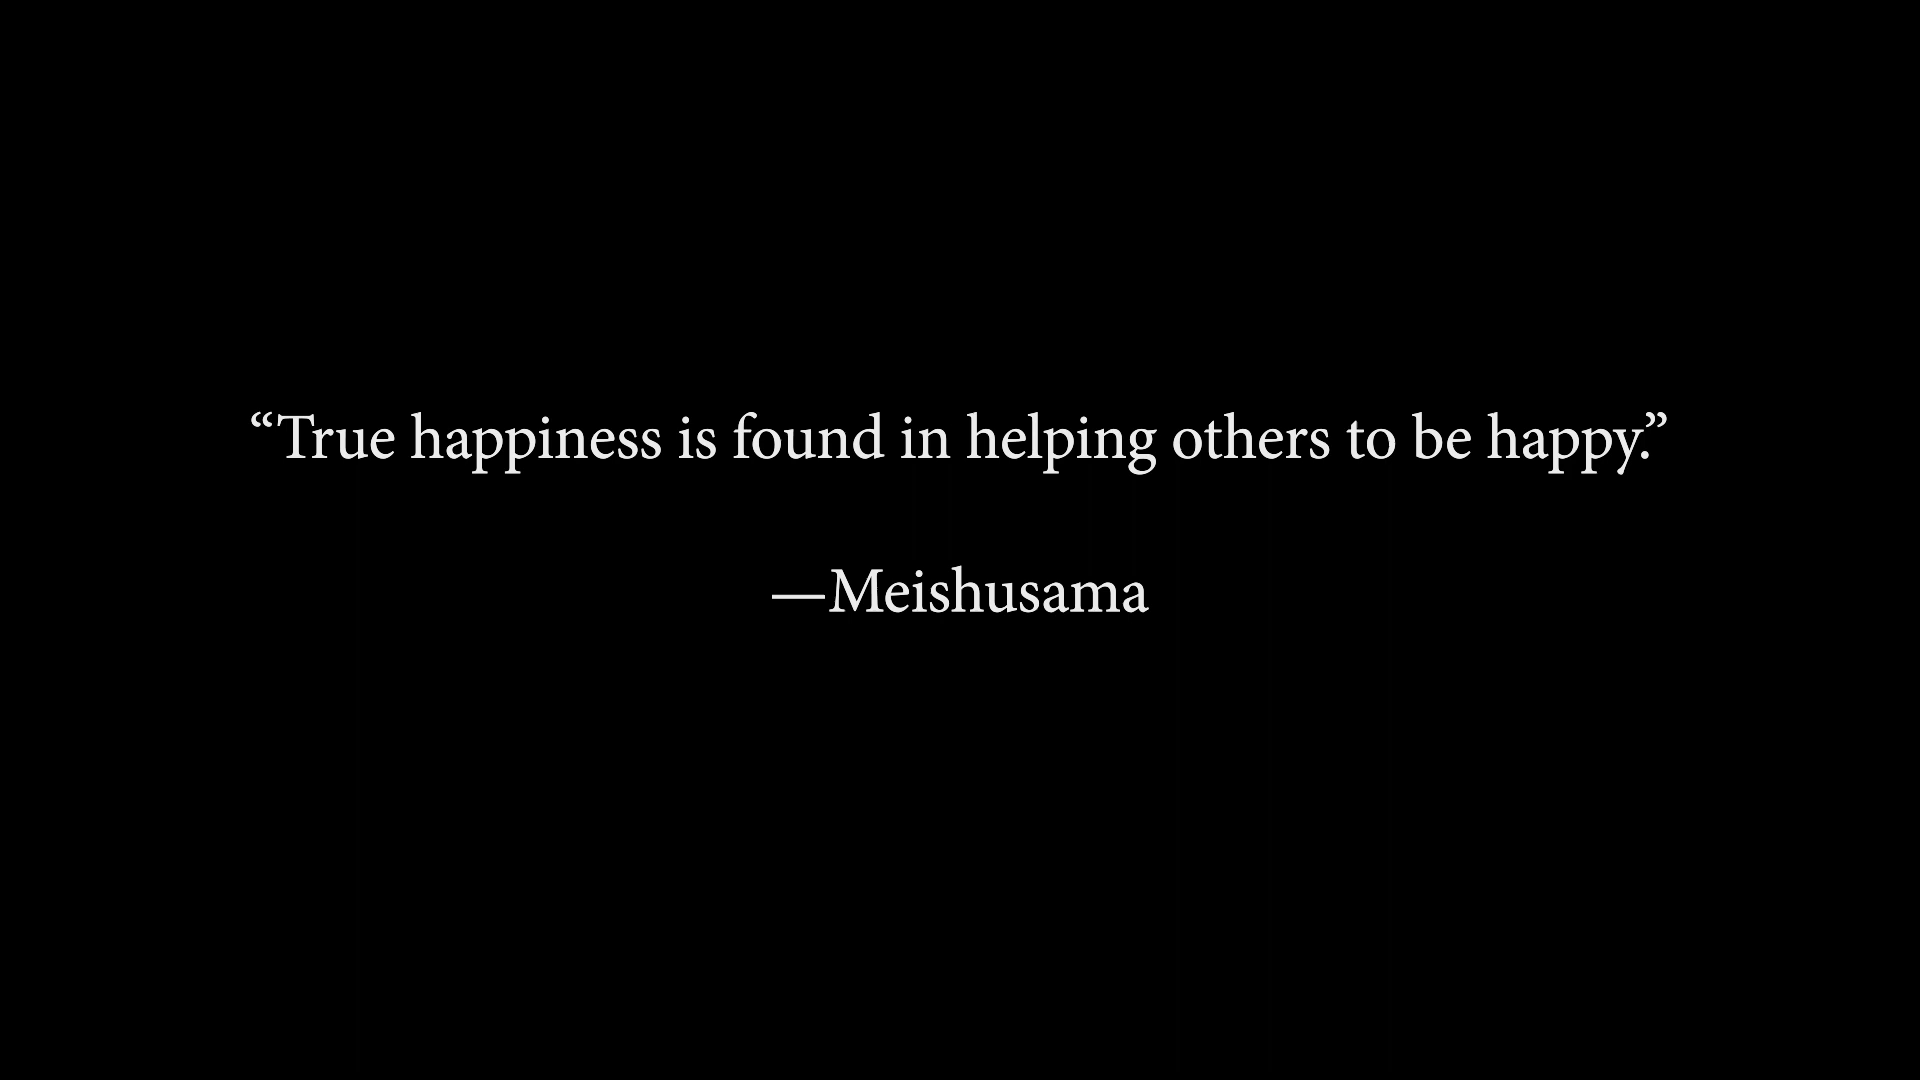 “True happiness is found in helping others to be happy.”
—Meishusama